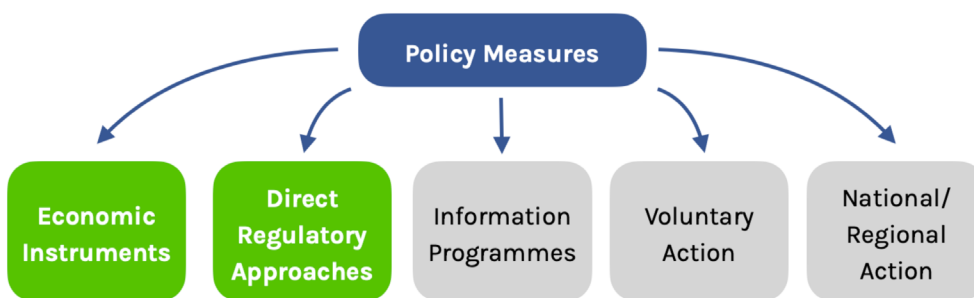 Policy Measures
Economic
Instruments
Direct
Regulatory
Approaches
Information
Programmes
Voluntary
Action
National/
Regional
Action